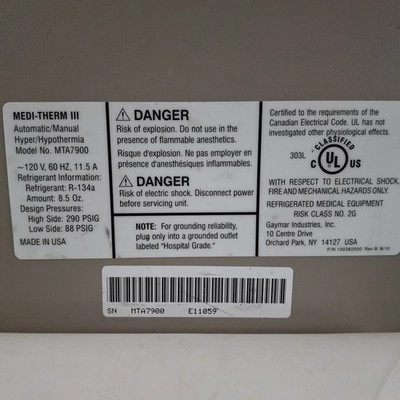 MEDI-THERM III
Automatic/Manual
Hyper/Hypothermia
Model No. MTA7900
~120 V, 60 HZ, 11.5 A
Refrigerant Information:
Refrigerant: R-134a
Amount: 8.5 Oz.
Design Pressures:
High Side: 290 PSIG
Low Side: 88 PSIG
MADE IN USA
DANGER
Risk of explosion. Do not use in the
presence of flammable anesthetics.
Risque d'explosion. Ne pas employer en
présence d'anesthésiques inflammables.
DANGER
Risk of electric shock. Disconnect power
before servicing unit.
NOTE: For grounding reliability,
plug only into a grounded outlet
labeled "Hospital Grade."
Certified to the requirements of the
Canadian Electrical Code. UL has not
investigated other physiological effects.
CLASSIFIED
303L
C UL US
WITH RESPECT TO ELECTRICAL SHOCK,
FIRE AND MECHANICAL HAZARDS ONLY.
REFRIGERATED MEDICAL EQUIPMENT
RISK CLASS NO. 2G
Gaymar Industries, Inc.
10 Centre Drive
Orchard Park, NY 14127 USA
SN MTA7900 E11059